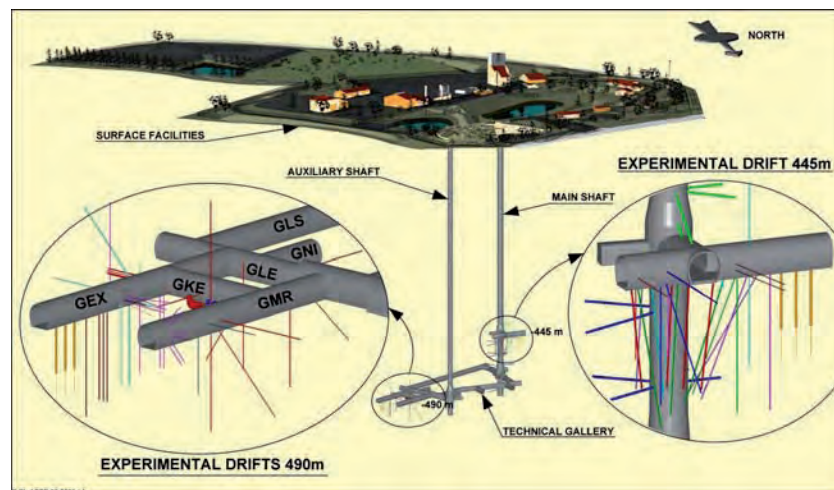 NORTH
SURFACE FACILITIES
AUXILIARY SHAFT
EXPERIMENTAL DRIFT 445m
MAIN SHAFT
GLS
GNI
GLE
GKE
GEX
GMR
-445 m
-490 m
TECHNICAL GALLERY
EXPERIMENTAL DRIFTS 490m